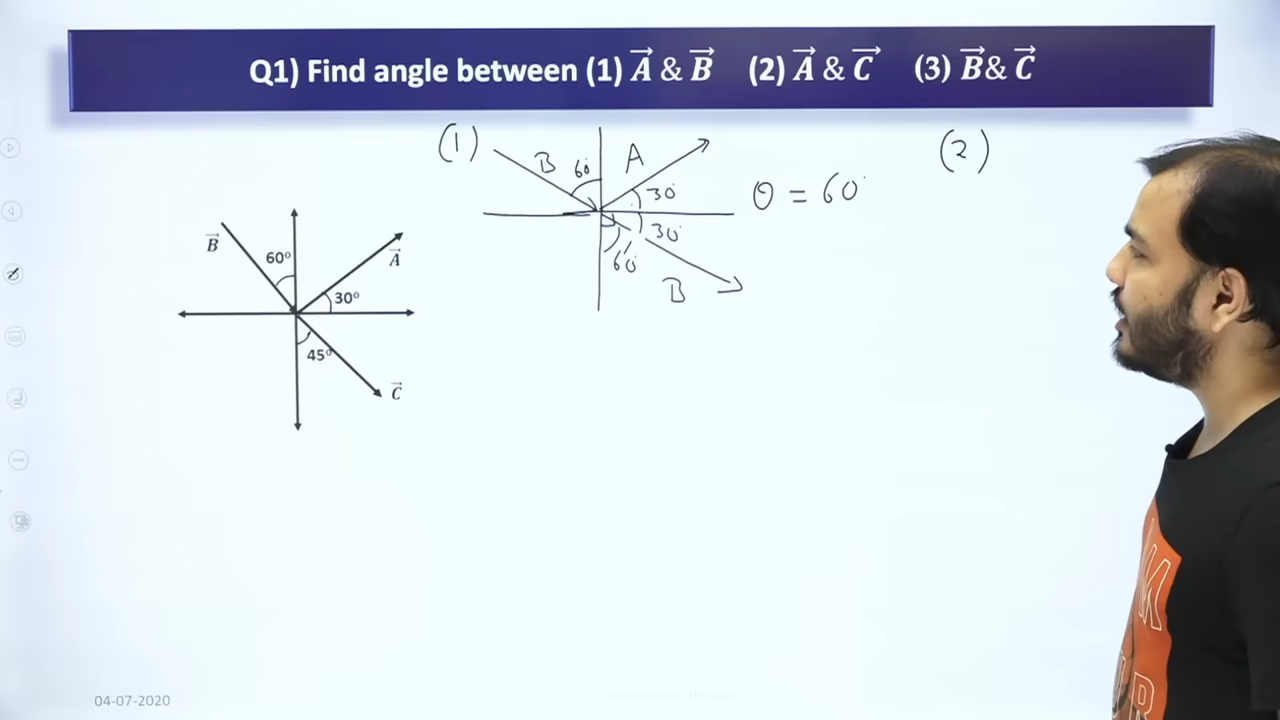 Q1) Find angle between (1) A⃗ & B⃗ (2) A⃗ & C⃗ (3) B⃗& C⃗
(1)
B 60° A
30°
θ = 60°
(2)
30°
60°
B
B⃗
60°
A⃗
30°
45°
C⃗
04-07-2020